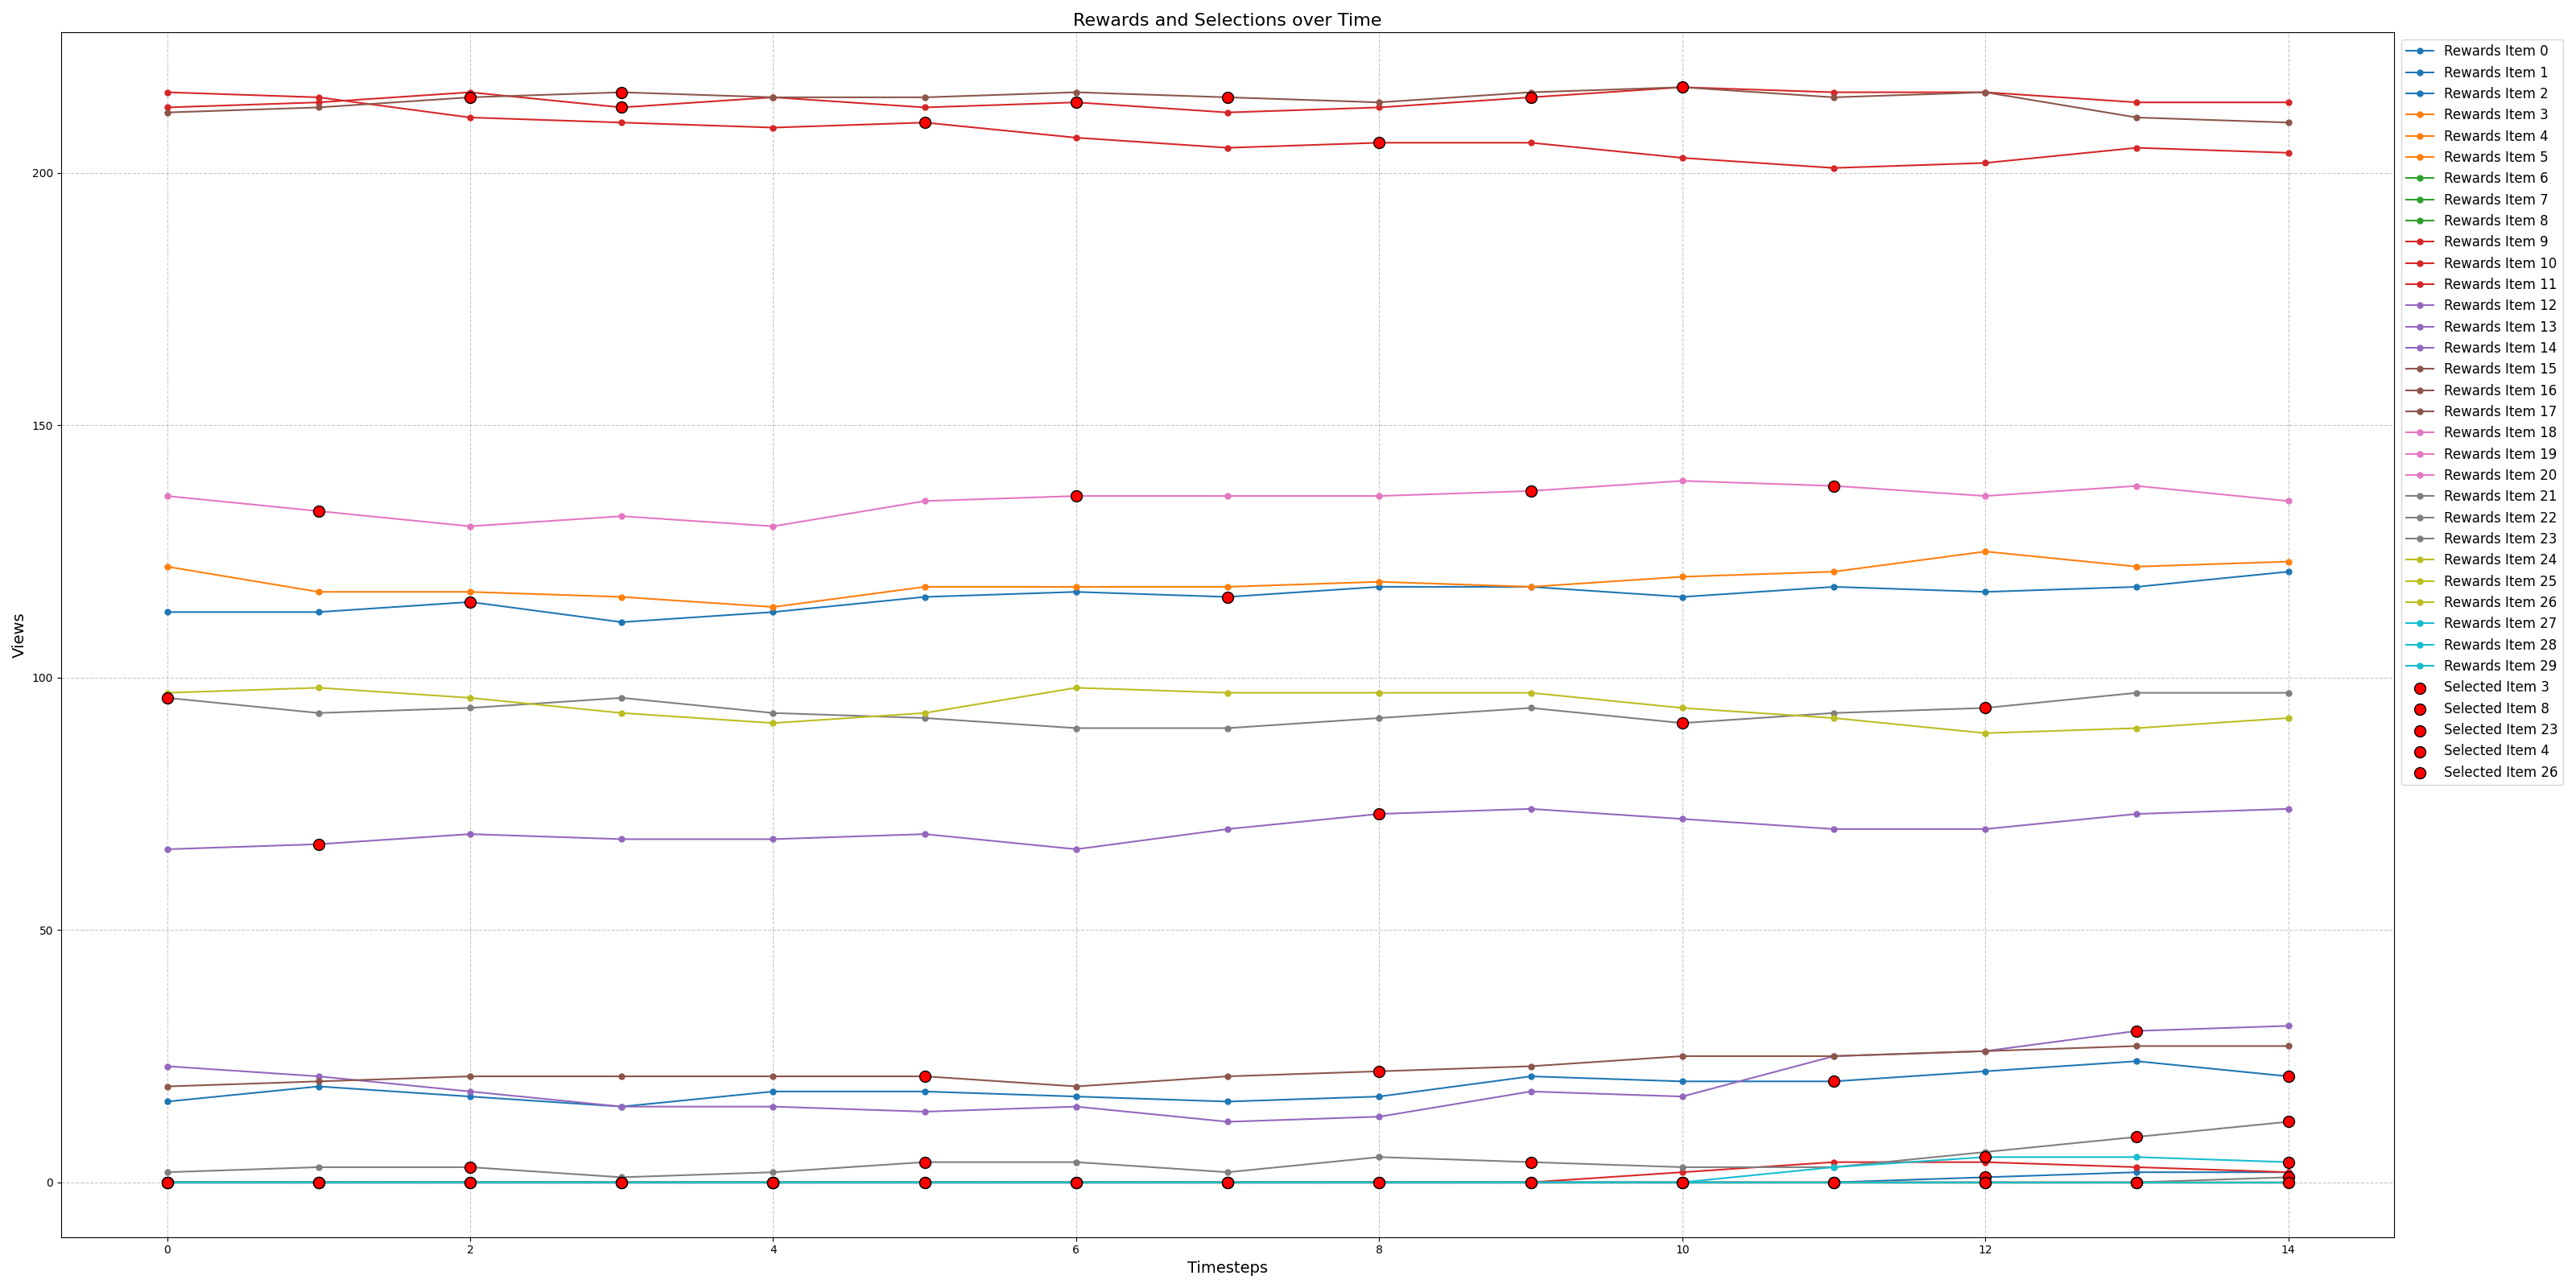 Rewards and Selections over Time
Views
200
150
100
50
0
0
2
4
6
8
10
12
14
Timesteps
Rewards Item 0
Rewards Item 1
Rewards Item 2
Rewards Item 3
Rewards Item 4
Rewards Item 5
Rewards Item 6
Rewards Item 7
Rewards Item 8
Rewards Item 9
Rewards Item 10
Rewards Item 11
Rewards Item 12
Rewards Item 13
Rewards Item 14
Rewards Item 15
Rewards Item 16
Rewards Item 17
Rewards Item 18
Rewards Item 19
Rewards Item 20
Rewards Item 21
Rewards Item 22
Rewards Item 23
Rewards Item 24
Rewards Item 25
Rewards Item 26
Rewards Item 27
Rewards Item 28
Rewards Item 29
Selected Item 3
Selected Item 8
Selected Item 23
Selected Item 4
Selected Item 26